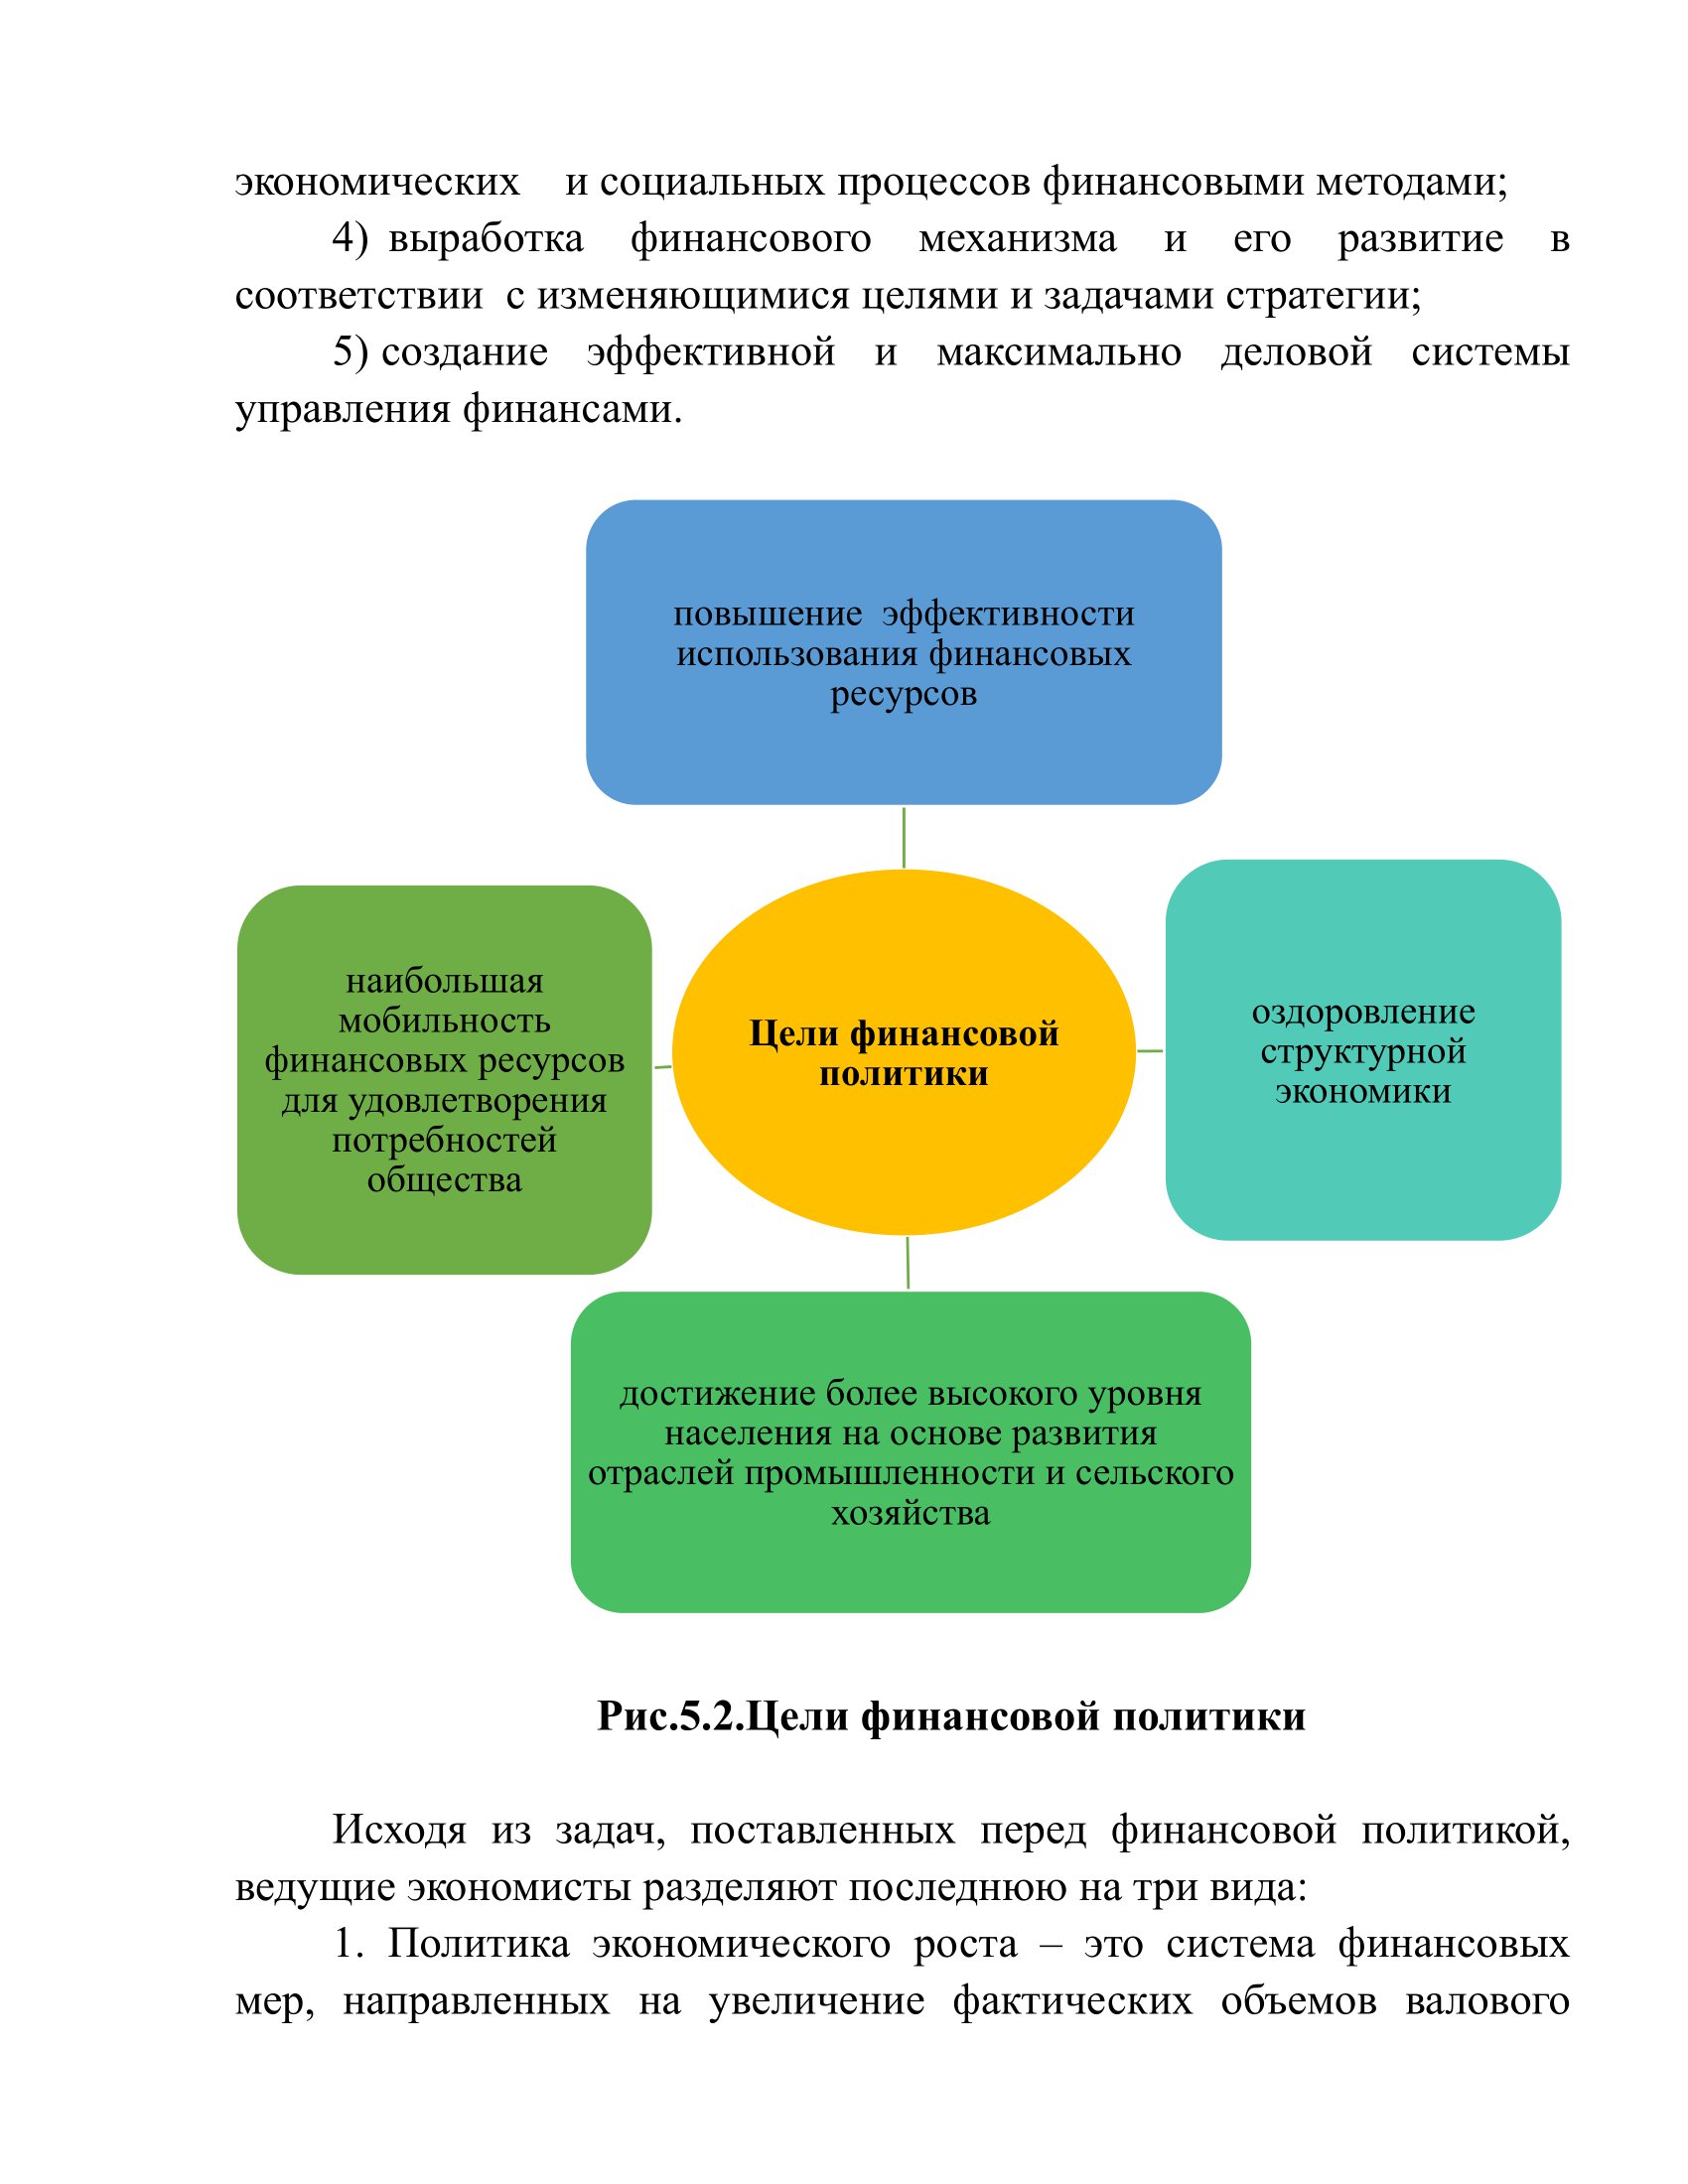 экономических и социальных процессов финансовыми методами;
4) выработка финансового механизма и его развитие в
соответствии с изменяющимися целями и задачами стратегии;
5) создание эффективной и максимально деловой системы
управления финансами.
повышение эффективности
использования финансовых
ресурсов
наибольшая
мобильность
финансовых ресурсов
для удовлетворения
потребностей
общества
Цели финансовой
политики
оздоровление
структурной
экономики
достижение более высокого уровня
населения на основе развития
отраслей промышленности и сельского
хозяйства
Рис.5.2.Цели финансовой политики
Исходя из задач, поставленных перед финансовой политикой,
ведущие экономисты разделяют последнюю на три вида:
1. Политика экономического роста – это система финансовых
мер, направленных на увеличение фактических объемов валового